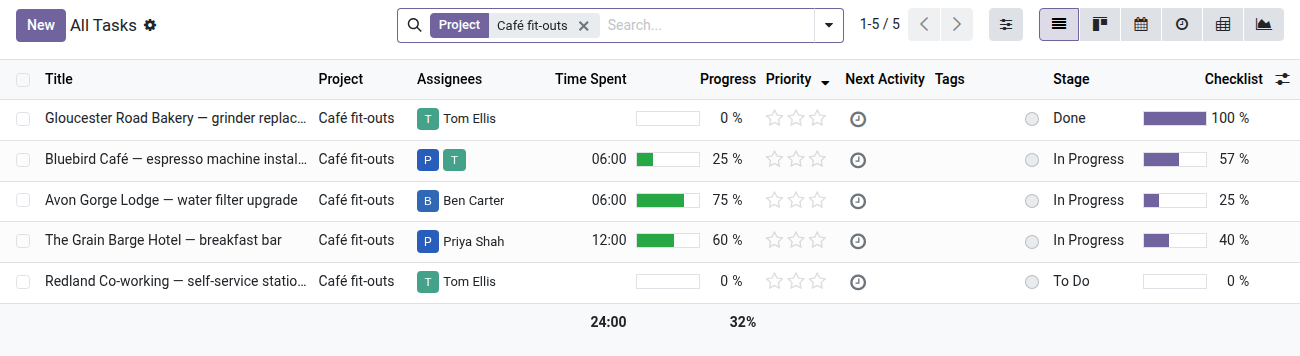 New All Tasks Project Café fit-outs Search... 1-5 / 5
Title Project Assignees Time Spent Progress Priority Next Activity Tags Stage Checklist
Gloucester Road Bakery — grinder replac... Café fit-outs T Tom Ellis 0 % Done 100 %
Bluebird Café — espresso machine instal... Café fit-outs P T 06:00 25 % In Progress 57 %
Avon Gorge Lodge — water filter upgrade Café fit-outs B Ben Carter 06:00 75 % In Progress 25 %
The Grain Barge Hotel — breakfast bar Café fit-outs P Priya Shah 12:00 60 % In Progress 40 %
Redland Co-working — self-service statio... Café fit-outs T Tom Ellis 0 % To Do 0 %
24:00 32%